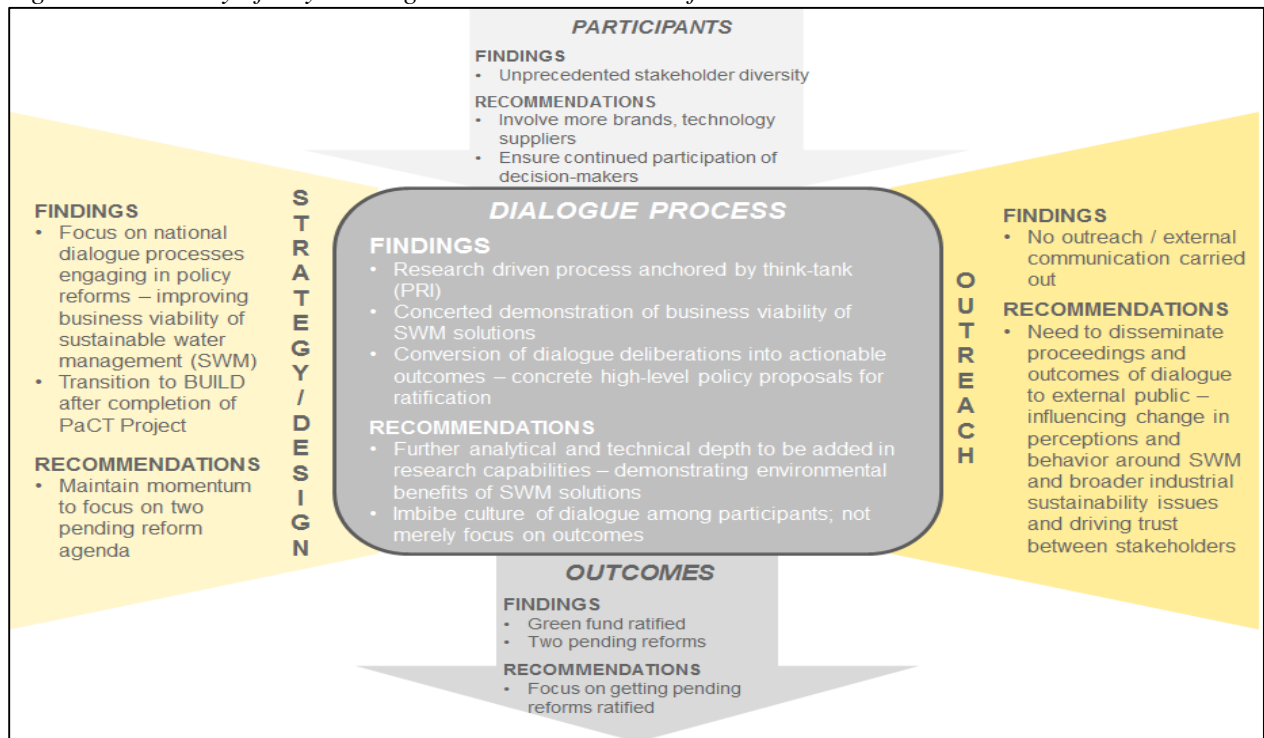 PARTICIPANTS
FINDINGS
• Unprecedented stakeholder diversity
RECOMMENDATIONS
• Involve more brands, technology
suppliers
• Ensure continued participation of
decision-makers
STRATEGY/DESIGN
FINDINGS
• Focus on national
dialogue processes
engaging in policy
reforms – improving
business viability of
sustainable water
management (SWM)
• Transition to BUILD
after completion of
PaCT Project
RECOMMENDATIONS
• Maintain momentum
to focus on two
pending reform
agenda
DIALOGUE PROCESS
FINDINGS
• Research driven process anchored by think-tank
(PRI)
• Concerted demonstration of business viability of
SWM solutions
• Conversion of dialogue deliberations into actionable
outcomes – concrete high-level policy proposals for
ratification
RECOMMENDATIONS
• Further analytical and technical depth to be added in
research capabilities – demonstrating environmental
benefits of SWM solutions
• Imbibe culture of dialogue among participants; not
merely focus on outcomes
OUTREACH
FINDINGS
• No outreach / external
communication carried
out
RECOMMENDATIONS
• Need to disseminate
proceedings and
outcomes of dialogue
to external public –
influencing change in
perceptions and
behavior around SWM
and broader industrial
sustainability issues
and driving trust
between stakeholders
OUTCOMES
FINDINGS
• Green fund ratified
• Two pending reforms
RECOMMENDATIONS
• Focus on getting pending
reforms ratified